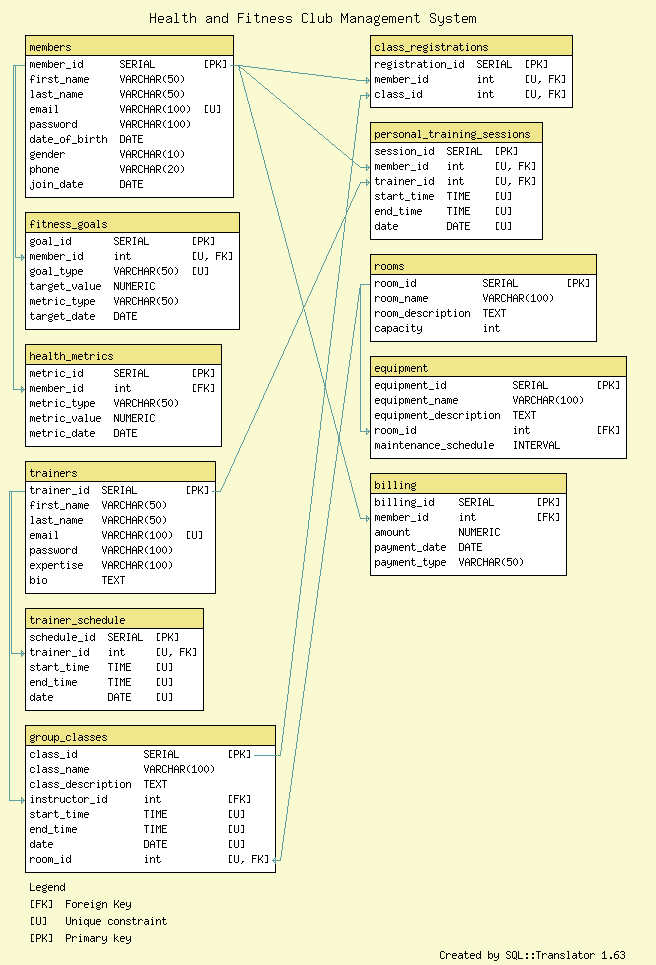 Health and Fitness Club Management System
members
member_id SERIAL [PK]
first_name VARCHAR(50)
last_name VARCHAR(50)
email VARCHAR(100) [U]
password VARCHAR(100)
date_of_birth DATE
gender VARCHAR(10)
phone VARCHAR(20)
join_date DATE
fitness_goals
goal_id SERIAL [PK]
member_id int [U, FK]
goal_type VARCHAR(50) [U]
target_value NUMERIC
metric_type VARCHAR(50)
target_date DATE
health_metrics
metric_id SERIAL [PK]
member_id int [FK]
metric_type VARCHAR(50)
metric_value NUMERIC
metric_date DATE
trainers
trainer_id SERIAL [PK]
first_name VARCHAR(50)
last_name VARCHAR(50)
email VARCHAR(100) [U]
password VARCHAR(100)
expertise VARCHAR(100)
bio TEXT
trainer_schedule
schedule_id SERIAL [PK]
trainer_id int [U, FK]
start_time TIME [U]
end_time TIME [U]
date DATE [U]
group_classes
class_id SERIAL [PK]
class_name VARCHAR(100)
class_description TEXT
instructor_id int [FK]
start_time TIME [U]
end_time TIME [U]
date DATE [U]
room_id int [U, FK]
class_registrations
registration_id SERIAL [PK]
member_id int [U, FK]
class_id int [U, FK]
personal_training_sessions
session_id SERIAL [PK]
member_id int [U, FK]
trainer_id int [U, FK]
start_time TIME [U]
end_time TIME [U]
date DATE [U]
rooms
room_id SERIAL [PK]
room_name VARCHAR(100)
room_description TEXT
capacity int
equipment
equipment_id SERIAL [PK]
equipment_name VARCHAR(100)
equipment_description TEXT
room_id int [FK]
maintenance_schedule INTERVAL
billing
billing_id SERIAL [PK]
member_id int [FK]
amount NUMERIC
payment_date DATE
payment_type VARCHAR(50)
Legend
[FK] Foreign Key
[U] Unique constraint
[PK] Primary key
Created by SQL::Translator 1.63